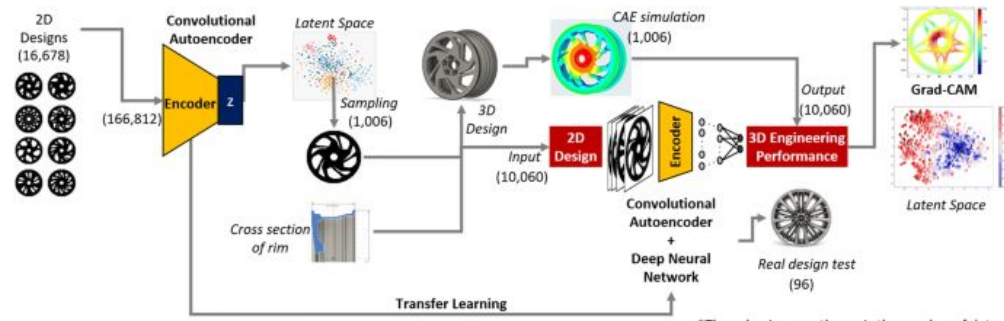 2D
Designs
(16,678)
Convolutional
Autoencoder
Encoder
Z
(166,812)
Latent Space
Sampling
(1,006)
Cross section
of rim
3D
Design
CAE simulation
(1,006)
Input
(10,060)
2D
Design
Encoder
Output
(10,060)
3D Engineering
Performance
Convolutional
Autoencoder
+
Deep Neural
Network
Real design test
(96)
Grad-CAM
Latent Space
Transfer Learning